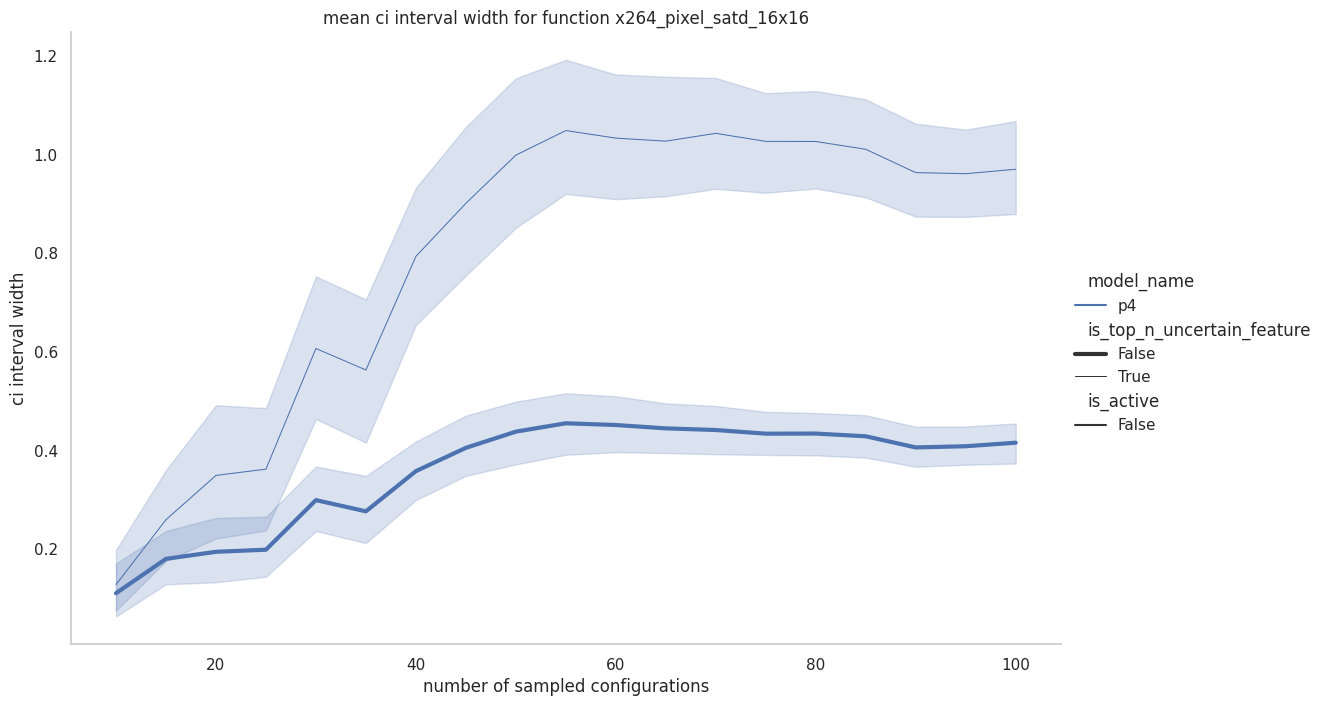 mean ci interval width for function x264_pixel_satd_16x16
1.2
1.0
0.8
0.6
0.4
0.2
ci interval width
20
40
60
80
100
number of sampled configurations
model_name
p4
is_top_n_uncertain_feature
False
True
is_active
False